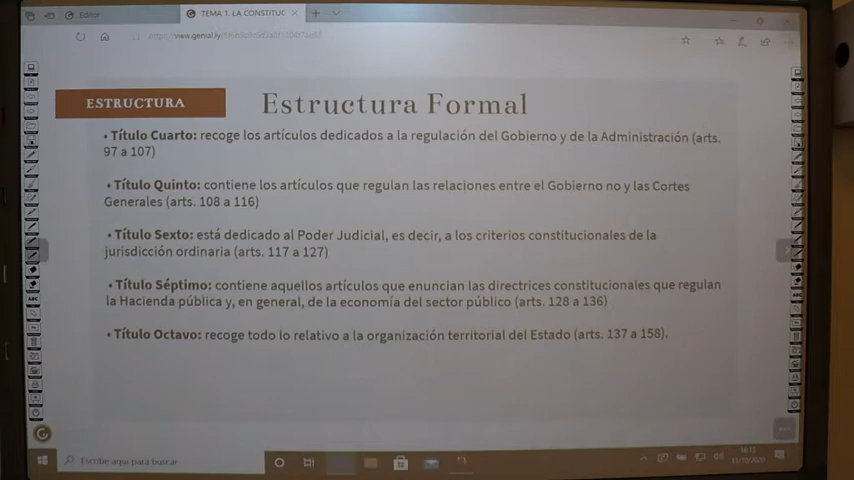 Editor
TEMA 1. LA CONSTITUC
ESTRUCTURA
Estructura Formal
• Título Cuarto: recoge los artículos dedicados a la regulación del Gobierno y de la Administración (arts.
97 a 107)
• Título Quinto: contiene los artículos que regulan las relaciones entre el Gobierno no y las Cortes
Generales (arts. 108 a 116)
• Título Sexto: está dedicado al Poder Judicial, es decir, a los criterios constitucionales de la
jurisdicción ordinaria (arts. 117 a 127)
• Título Séptimo: contiene aquellos artículos que enuncian las directrices constitucionales que regulan
la Hacienda pública y, en general, de la economía del sector público (arts. 128 a 136)
• Título Octavo: recoge todo lo relativo a la organización territorial del Estado (arts. 137 a 158).
ABC
ABC
Escribe aquí para buscar